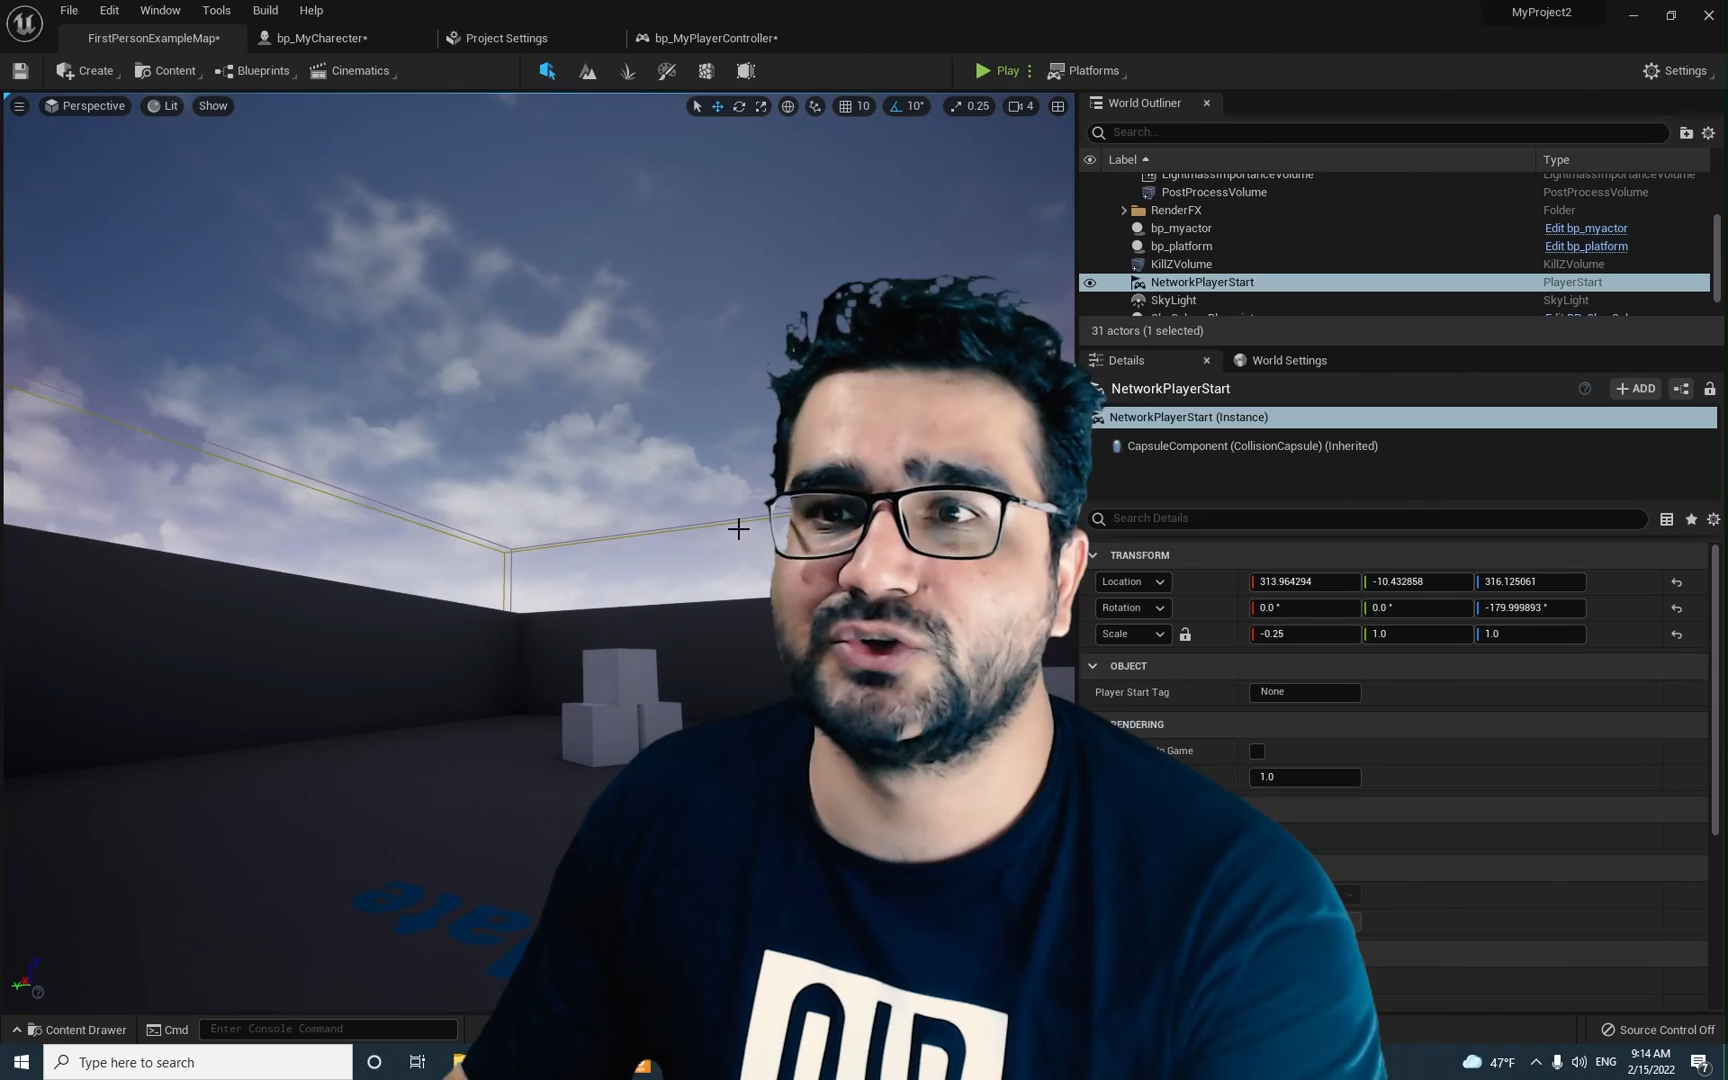 File Edit Window Tools Build Help
MyProject2
FirstPersonExampleMap*
bp_MyCharecter*
Project Settings
bp_MyPlayerController*
Create
Content
Blueprints
Cinematics
Play
Platforms
Settings
Perspective
Lit
Show
10
10°
0.25
4
World Outliner
Search...
Label
Type
LightmassImportanceVolume LightmassImportanceVolume
PostProcessVolume PostProcessVolume
RenderFX Folder
bp_myactor Edit bp_myactor
bp_platform Edit bp_platform
KillZVolume KillZVolume
NetworkPlayerStart PlayerStart
SkyLight SkyLight
31 actors (1 selected)
Details
World Settings
NetworkPlayerStart
ADD
NetworkPlayerStart (Instance)
CapsuleComponent (CollisionCapsule) (Inherited)
Search Details
TRANSFORM
Location 313.964294 -10.432858 316.125061
Rotation 0.0 ° 0.0 ° -179.999893 °
Scale -0.25 1.0 1.0
OBJECT
Player Start Tag None
RENDERING
Game
1.0
Content Drawer
Cmd
Enter Console Command
Source Control Off
Type here to search
47°F
ENG
9:14 AM
2/15/2022
7